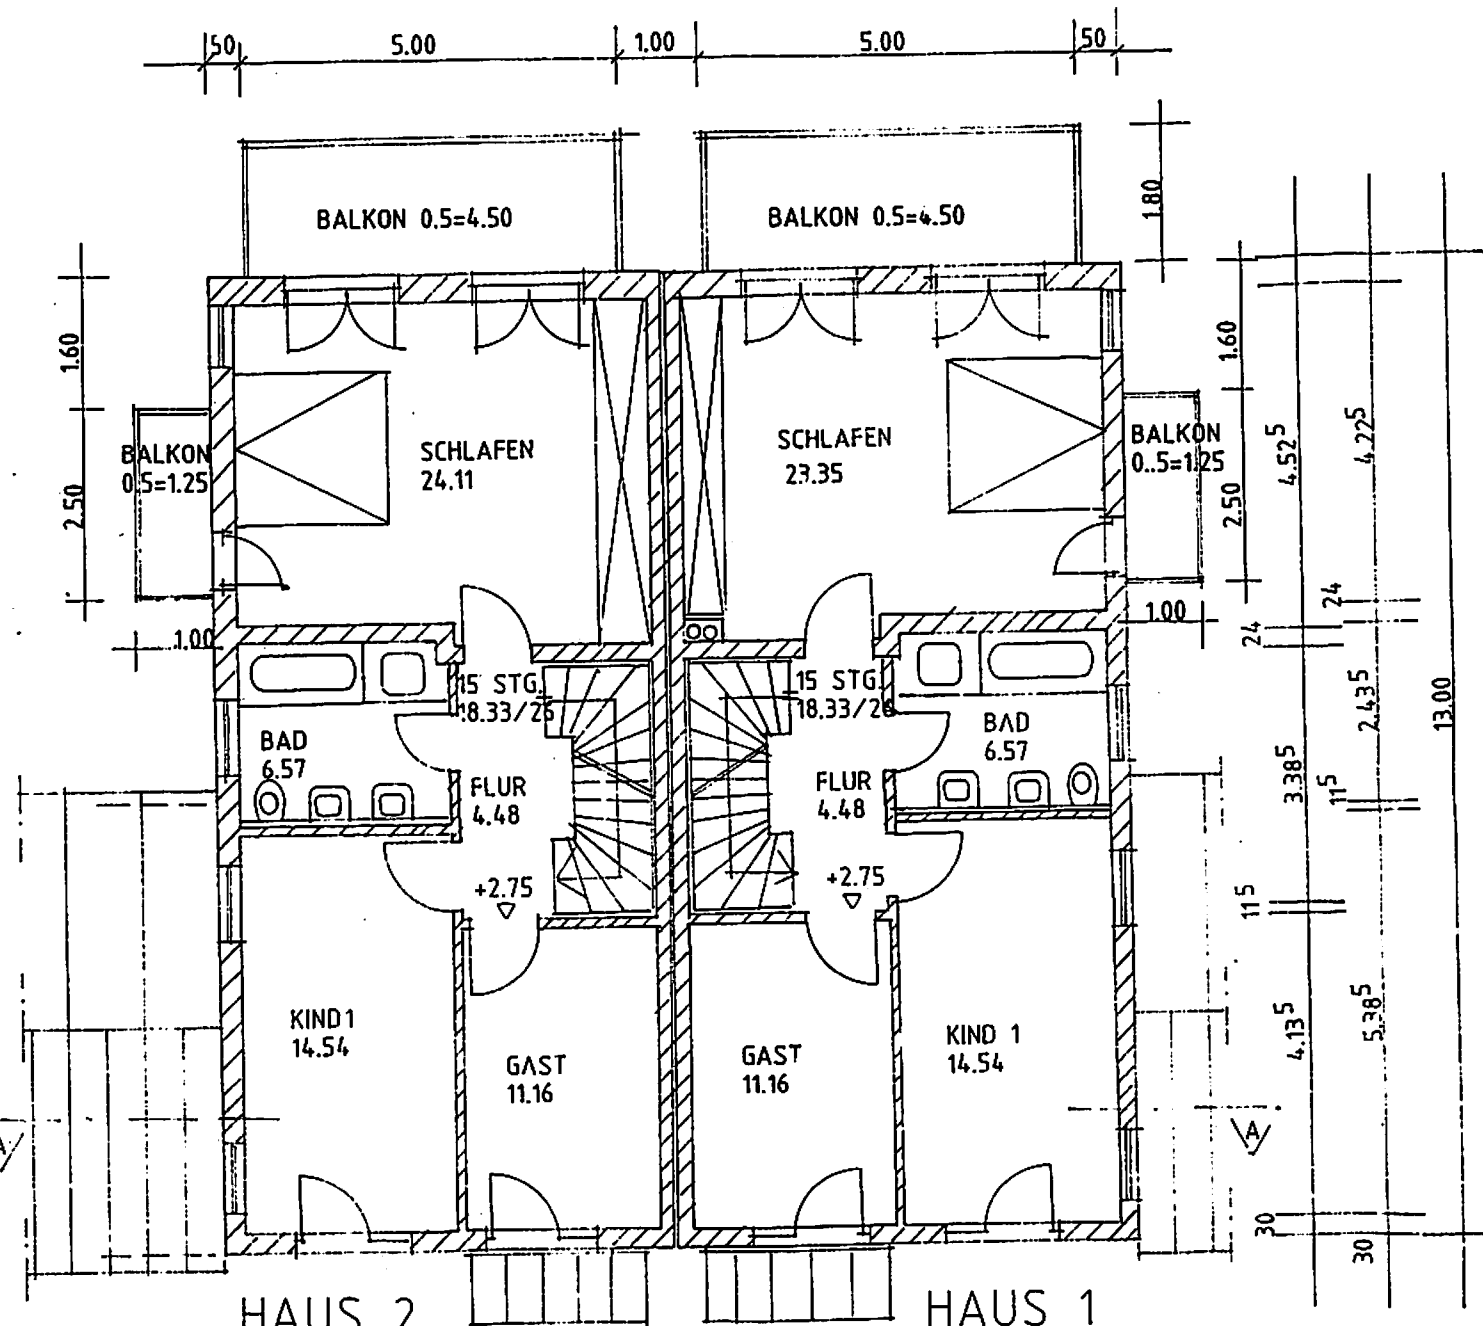 50 5.00 1.00 5.00 50
BALKON 0.5=4.50
BALKON 0.5=4.50
1.80
1.60
2.50
1.00
BALKON
0.5=1.25
SCHLAFEN
24.11
SCHLAFEN
23.35
BALKON
0..5=1.25
1.60
2.50
1.00
15 STG.
18.33/26
15 STG.
18.33/26
BAD
6.57
FLUR
4.48
+2.75
FLUR
4.48
+2.75
BAD
6.57
KIND1
14.54
GAST
11.16
GAST
11.16
KIND 1
14.54
A
A
4.52⁵
24
3.38⁵
11⁵
4.13⁵
30
4.22⁵
24
2.43⁵
11⁵
5.38⁵
30
13.00
HAUS 2
HAUS 1